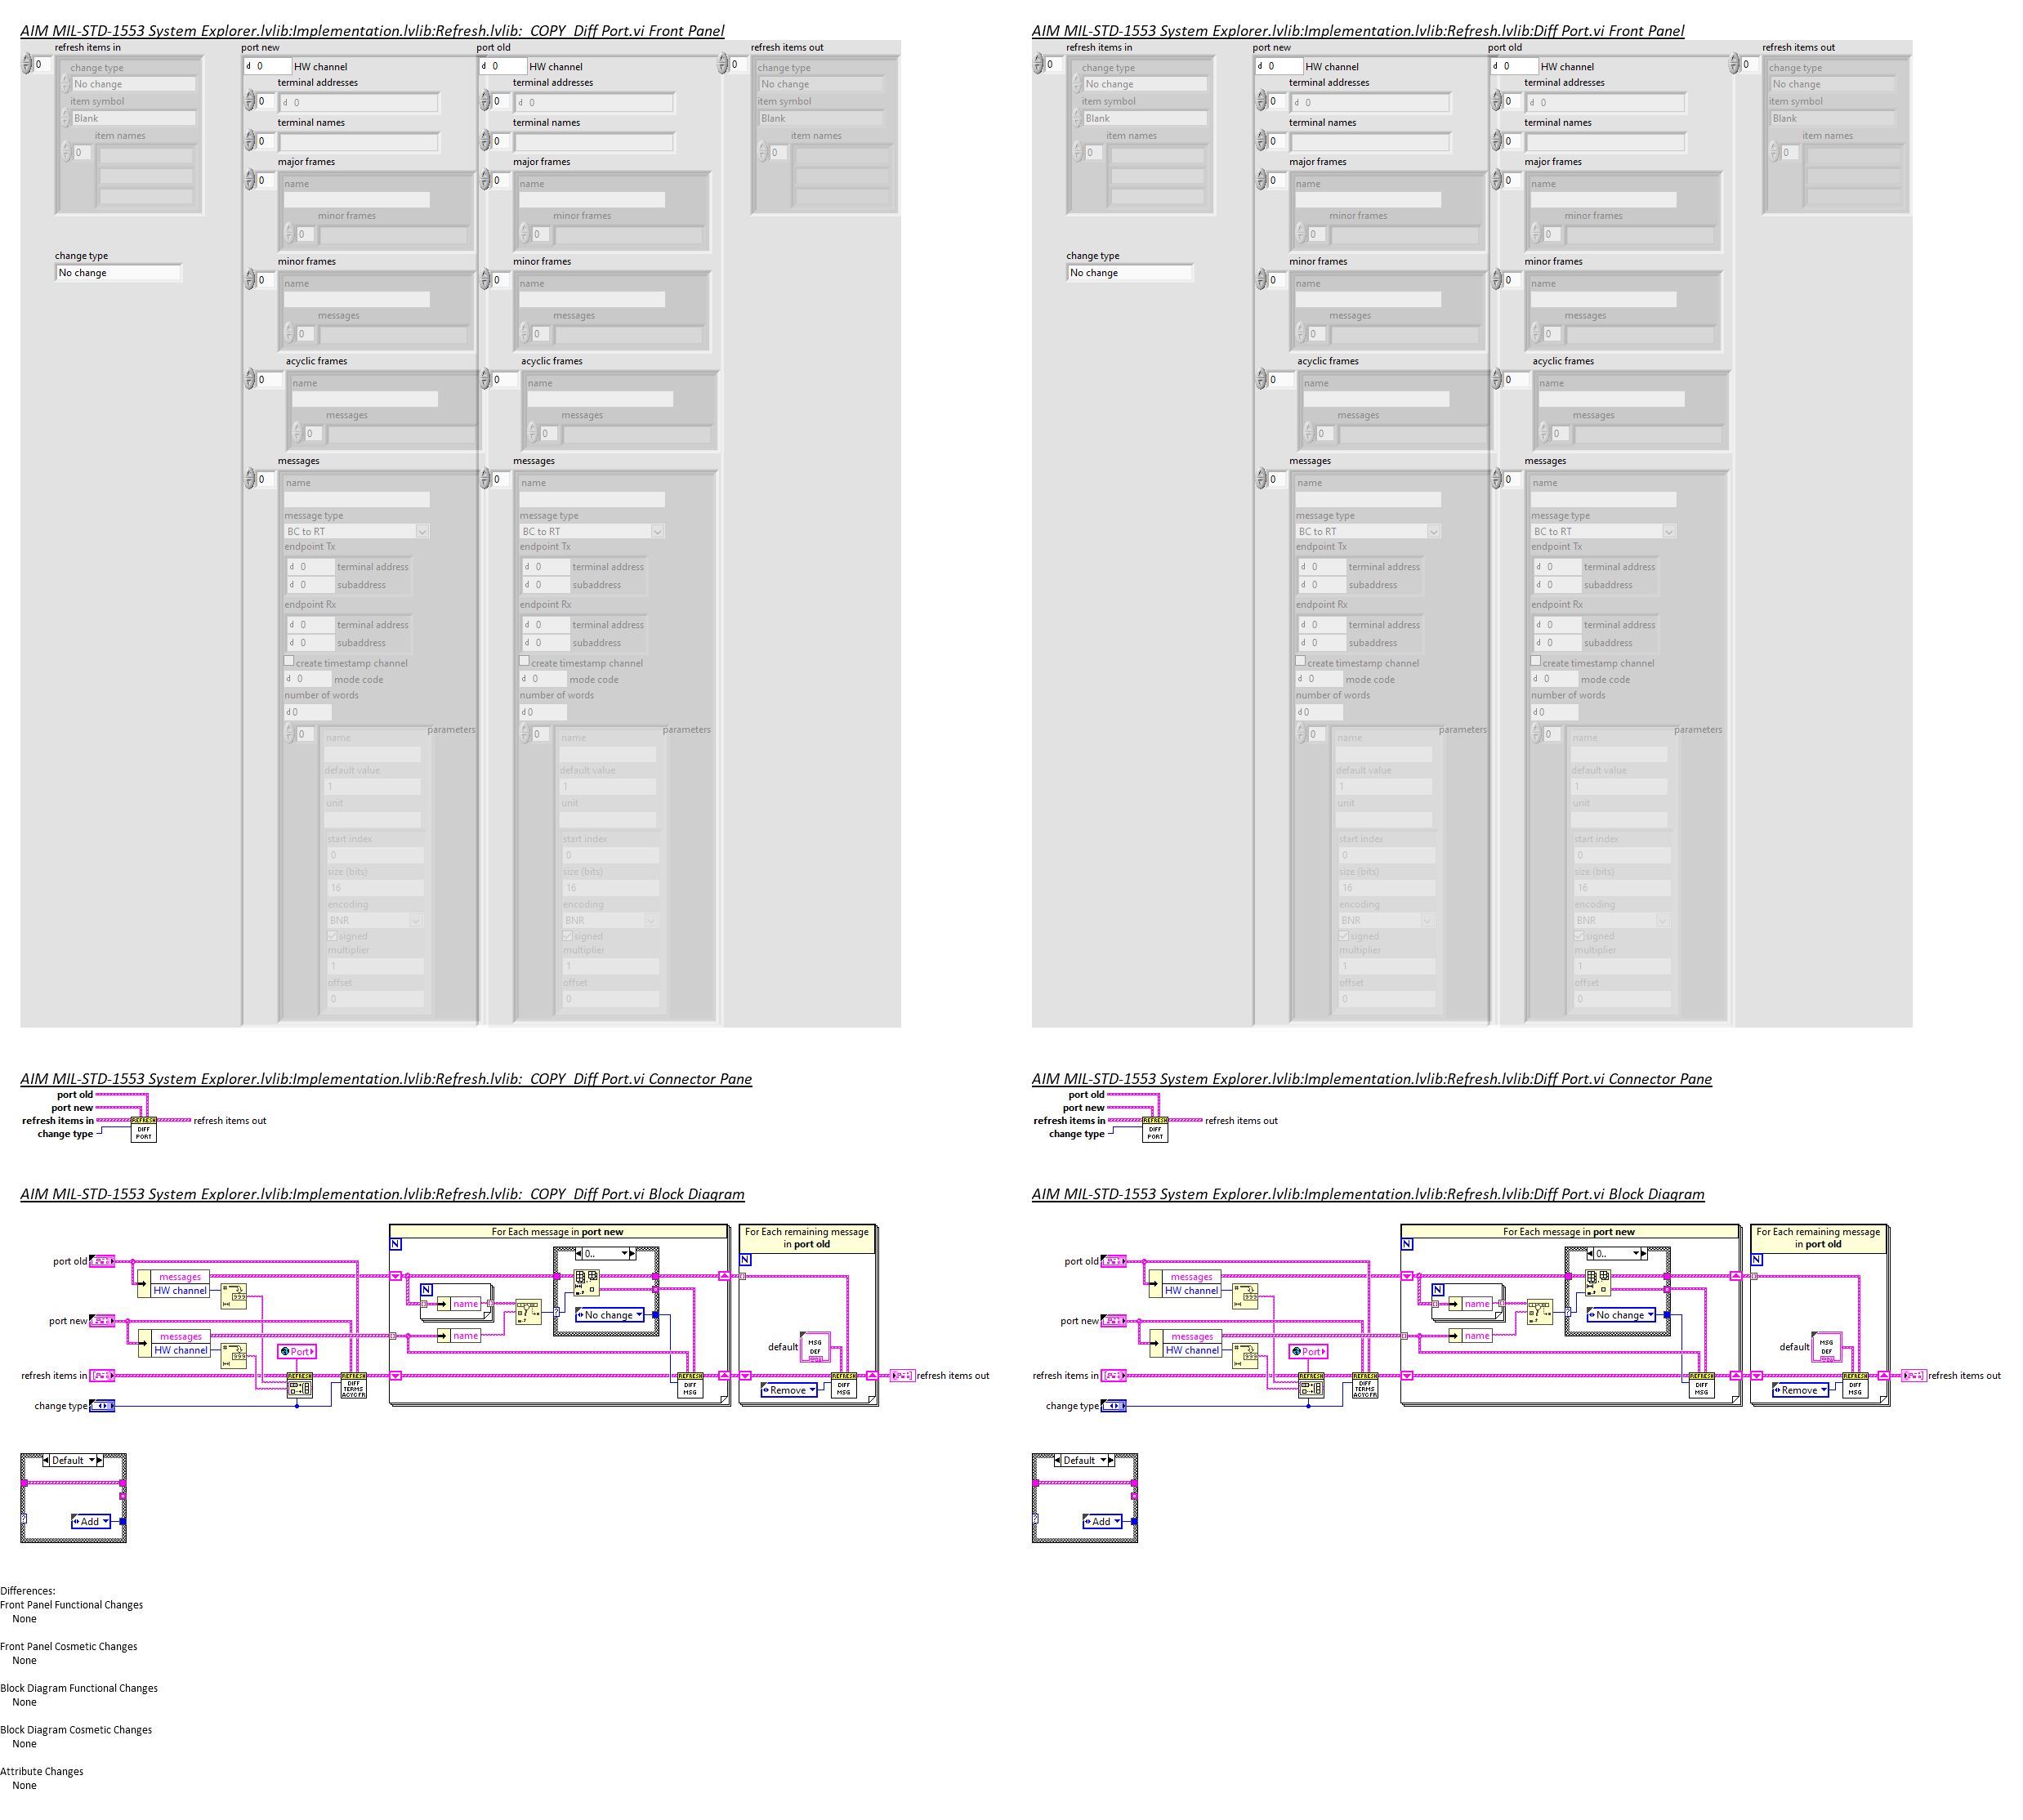 AIM MIL-STD-1553 System Explorer.lvlib:Implementation.lvlib:Refresh.lvlib:  COPY  Diff Port.vi Front Panel
refresh items in
port new
port old
refresh items out
0
change type
No change
item symbol
Blank
item names
0
change type
No change
d 0 HW channel
terminal addresses
0 d 0
terminal names
0
major frames
0 name
minor frames
0
minor frames
0 name
messages
0
acyclic frames
0 name
messages
0
messages
0 name
message type
BC to RT
endpoint Tx
d 0 terminal address
d 0 subaddress
endpoint Rx
d 0 terminal address
d 0 subaddress
create timestamp channel
d 0 mode code
number of words
d 0
0 parameters
name
default value
1
unit
start index
0
size (bits)
16
encoding
BNR
signed
multiplier
1
offset
0
d 0 HW channel
terminal addresses
0 d 0
terminal names
0
major frames
0 name
minor frames
0
minor frames
0 name
messages
0
acyclic frames
0 name
messages
0
messages
0 name
message type
BC to RT
endpoint Tx
d 0 terminal address
d 0 subaddress
endpoint Rx
d 0 terminal address
d 0 subaddress
create timestamp channel
d 0 mode code
number of words
d 0
0 parameters
name
default value
1
unit
start index
0
size (bits)
16
encoding
BNR
signed
multiplier
1
offset
0
0
change type
No change
item symbol
Blank
item names
0
AIM MIL-STD-1553 System Explorer.lvlib:Implementation.lvlib:Refresh.lvlib:Diff Port.vi Front Panel
refresh items in
port new
port old
refresh items out
0
change type
No change
item symbol
Blank
item names
0
change type
No change
d 0 HW channel
terminal addresses
0 d 0
terminal names
0
major frames
0 name
minor frames
0
minor frames
0 name
messages
0
acyclic frames
0 name
messages
0
messages
0 name
message type
BC to RT
endpoint Tx
d 0 terminal address
d 0 subaddress
endpoint Rx
d 0 terminal address
d 0 subaddress
create timestamp channel
d 0 mode code
number of words
d 0
0 parameters
name
default value
1
unit
start index
0
size (bits)
16
encoding
BNR
signed
multiplier
1
offset
0
d 0 HW channel
terminal addresses
0 d 0
terminal names
0
major frames
0 name
minor frames
0
minor frames
0 name
messages
0
acyclic frames
0 name
messages
0
messages
0 name
message type
BC to RT
endpoint Tx
d 0 terminal address
d 0 subaddress
endpoint Rx
d 0 terminal address
d 0 subaddress
create timestamp channel
d 0 mode code
number of words
d 0
0 parameters
name
default value
1
unit
start index
0
size (bits)
16
encoding
BNR
signed
multiplier
1
offset
0
0
change type
No change
item symbol
Blank
item names
0
AIM MIL-STD-1553 System Explorer.lvlib:Implementation.lvlib:Refresh.lvlib:  COPY  Diff Port.vi Connector Pane
port old
port new
refresh items in
change type
REFRESH
DIFF
PORT
refresh items out
AIM MIL-STD-1553 System Explorer.lvlib:Implementation.lvlib:Refresh.lvlib:Diff Port.vi Connector Pane
port old
port new
refresh items in
change type
REFRESH
DIFF
PORT
refresh items out
AIM MIL-STD-1553 System Explorer.lvlib:Implementation.lvlib:Refresh.lvlib:  COPY  Diff Port.vi Block Diagram
For Each message in port new
For Each remaining message
in port old
N
N
N
0..
port old
messages
HW channel
name
No change
port new
messages
HW channel
name
Port
default
MSG
DEF
refresh items in
REFRESH
REFRESH
DIFF
TERMS
ACYCFR
REFRESH
DIFF
MSG
Remove
REFRESH
DIFF
MSG
refresh items out
change type
Default
Add
AIM MIL-STD-1553 System Explorer.lvlib:Implementation.lvlib:Refresh.lvlib:Diff Port.vi Block Diagram
For Each message in port new
For Each remaining message
in port old
N
N
N
0..
port old
messages
HW channel
name
No change
port new
messages
HW channel
name
Port
default
MSG
DEF
refresh items in
REFRESH
REFRESH
DIFF
TERMS
ACYCFR
REFRESH
DIFF
MSG
Remove
REFRESH
DIFF
MSG
refresh items out
change type
Default
Add
Differences:
Front Panel Functional Changes
None
Front Panel Cosmetic Changes
None
Block Diagram Functional Changes
None
Block Diagram Cosmetic Changes
None
Attribute Changes
None